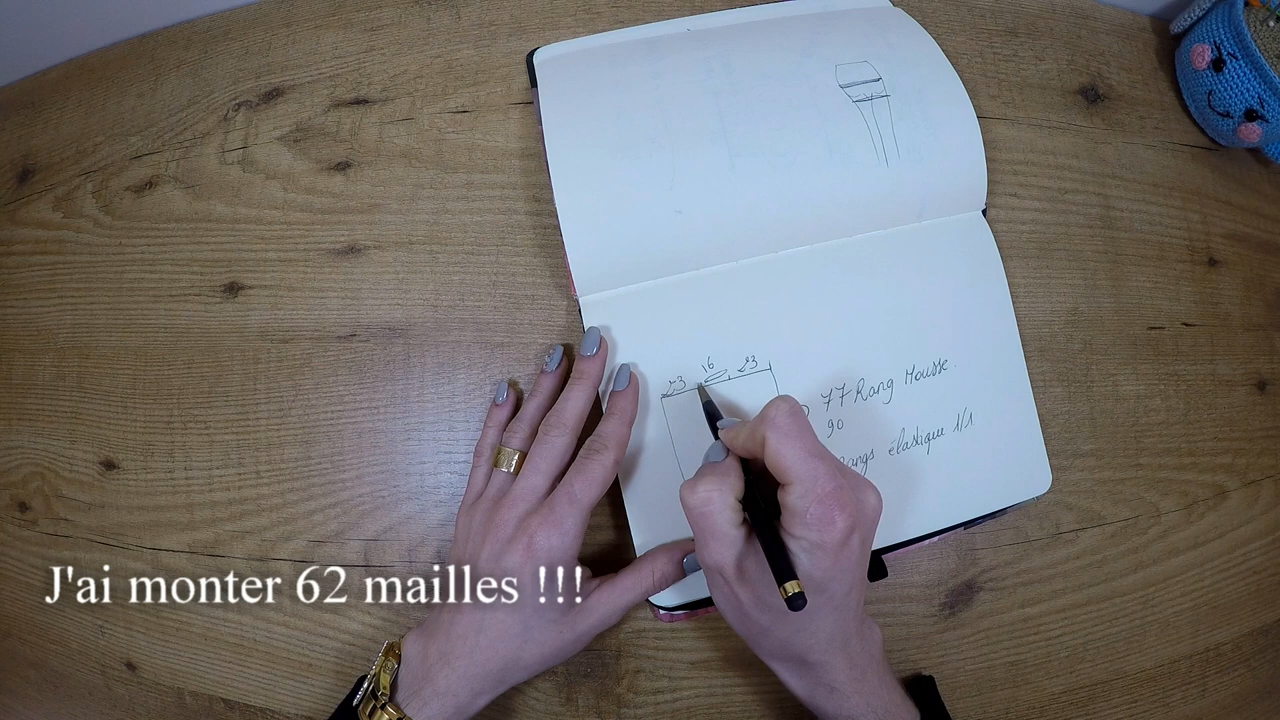 23 16 23
77 Rang Mousse.
90
Rangs élastique 1/1
J'ai monter 62 mailles !!!